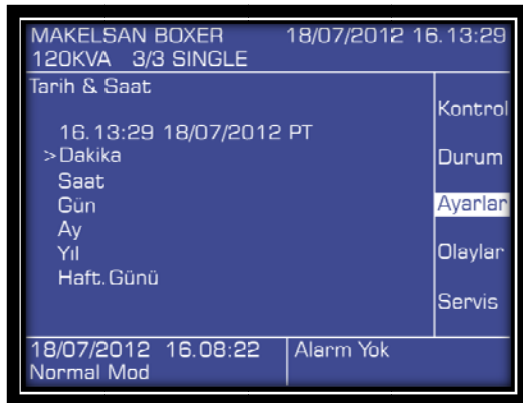 MAKELSAN BOXER 18/07/2012 16.13:29
120KVA 3/3 SINGLE
Tarih & Saat
16.13:29 18/07/2012 PT
>Dakika
Saat
Gün
Ay
Yıl
Haft. Günü
Kontrol
Durum
Ayarlar
Olaylar
Servis
18/07/2012 16.08:22 Alarm Yok
Normal Mod